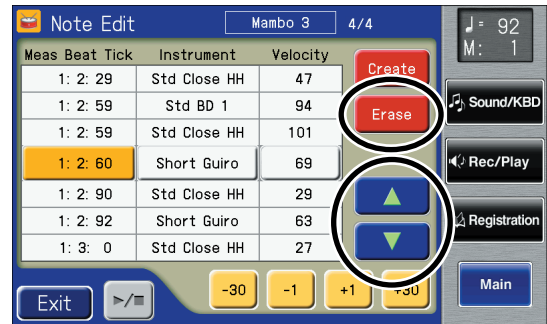 Note Edit Mambo 3 4/4
♩= 92
M: 1
Meas Beat Tick Instrument Velocity
1: 2: 29 Std Close HH 47
1: 2: 59 Std BD 1 94
1: 2: 59 Std Close HH 101
1: 2: 60 Short Guiro 69
1: 2: 90 Std Close HH 29
1: 2: 92 Short Guiro 63
1: 3: 0 Std Close HH 27
Create
Erase
Sound/KBD
Rec/Play
Registration
Main
Exit
-30 -1 +1 +30